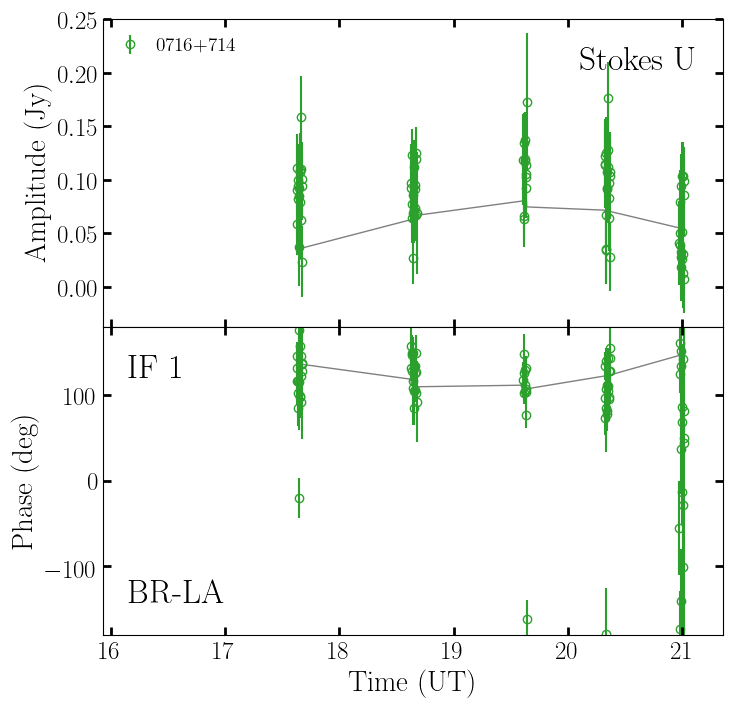 0.25
0716+714
Stokes U
0.20
0.15
0.10
0.05
0.00
Amplitude (Jy)
IF 1
100
0
−100
Phase (deg)
BR-LA
16 17 18 19 20 21
Time (UT)